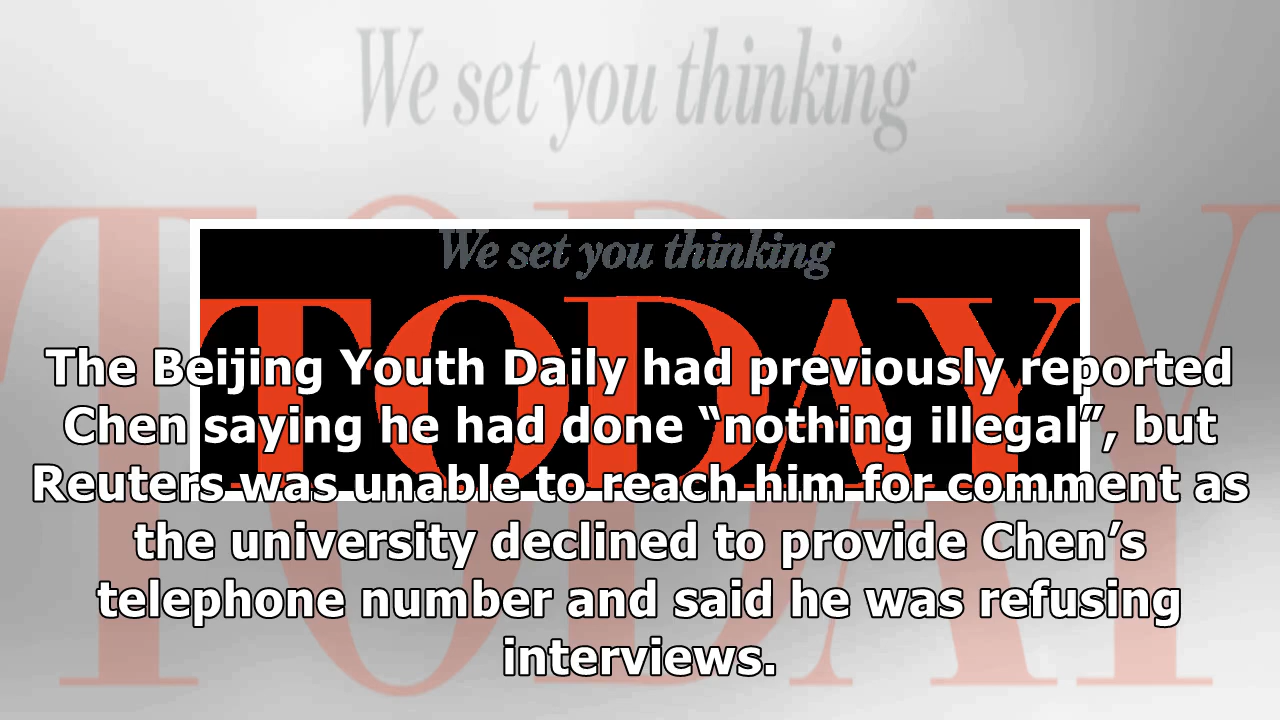 We set you thinking
TODAY
We set you thinking
TODAY
The Beijing Youth Daily had previously reported
Chen saying he had done “nothing illegal”, but
Reuters was unable to reach him for comment as
the university declined to provide Chen’s
telephone number and said he was refusing
interviews.